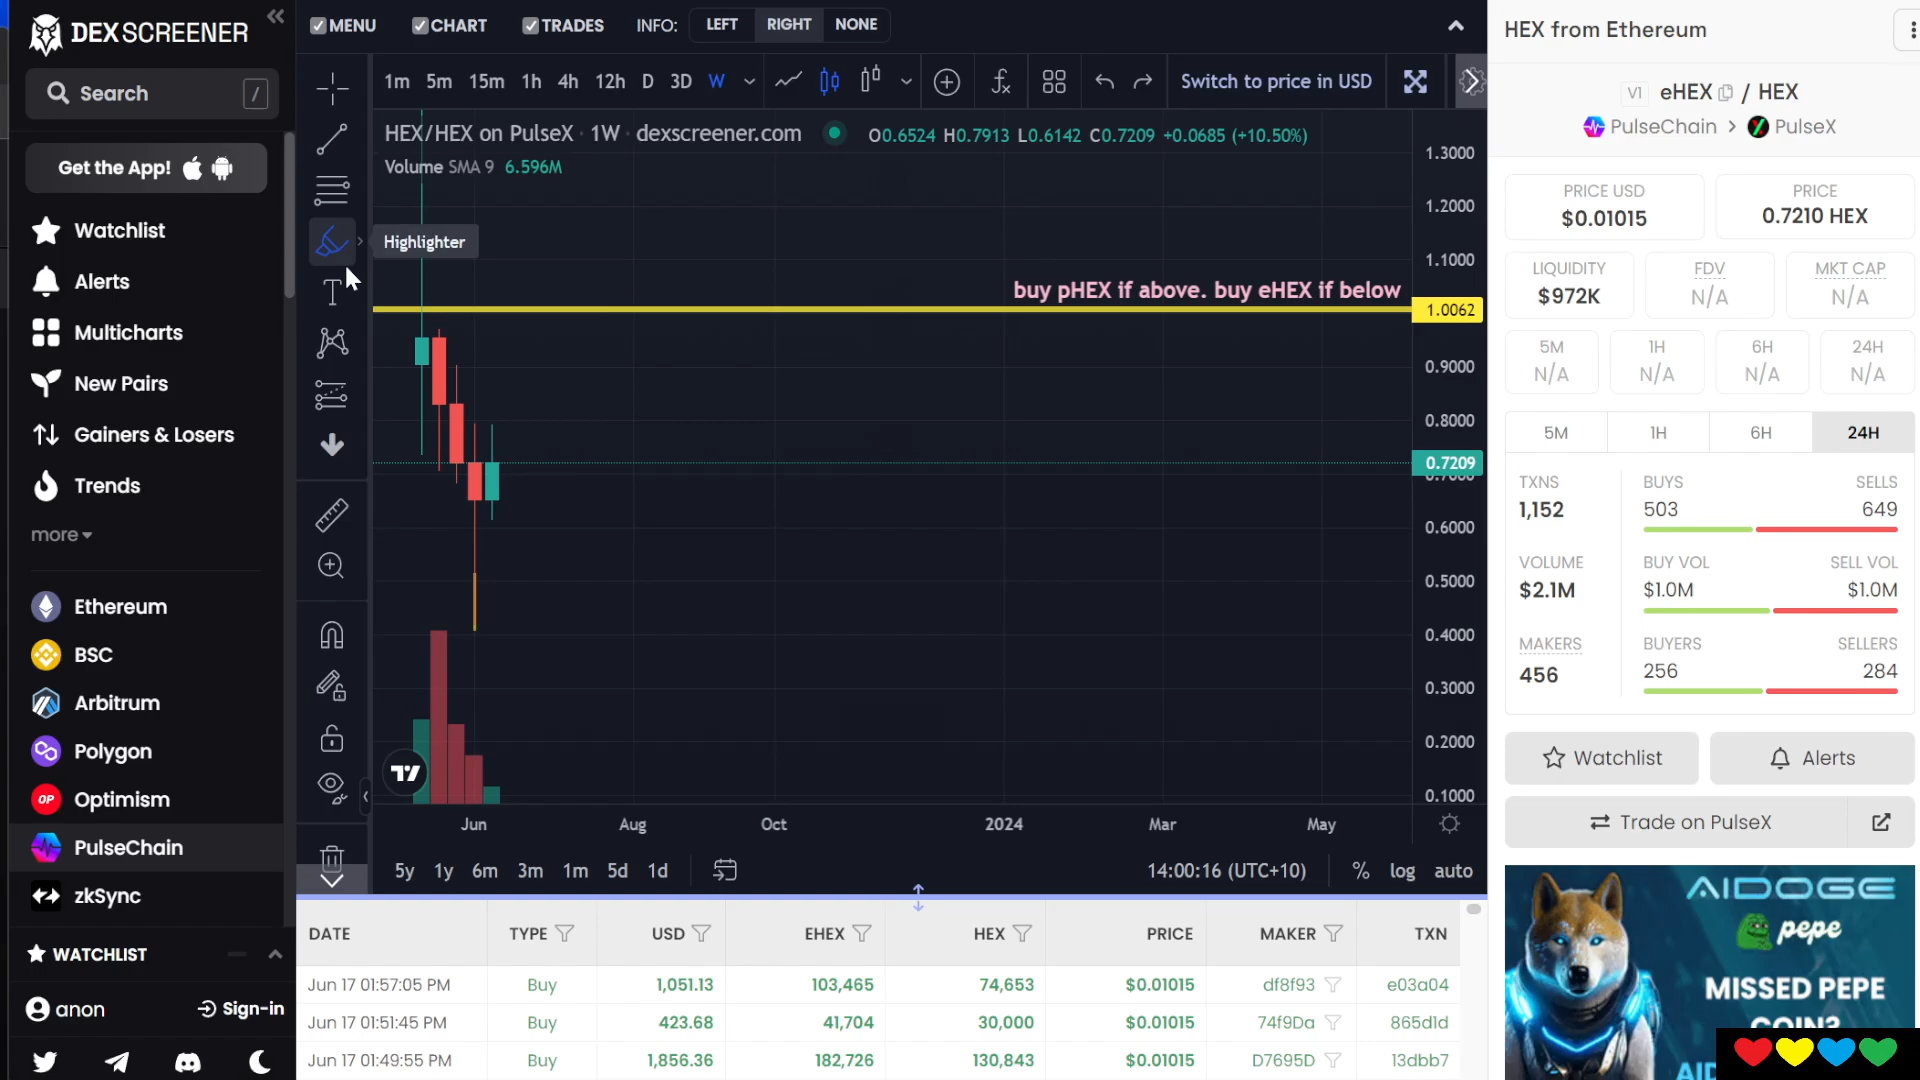 DEX SCREENER
Search /
Get the App!
Watchlist
Alerts
Multicharts
New Pairs
Gainers & Losers
Trends
more
Ethereum
BSC
Arbitrum
Polygon
OP Optimism
PulseChain
zkSync
WATCHLIST
anon Sign-in
MENU CHART TRADES INFO: LEFT RIGHT NONE
1m 5m 15m 1h 4h 12h D 3D W Switch to price in USD
HEX/HEX on PulseX · 1W · dexscreener.com O0.6524 H0.7913 L0.6142 C0.7209 +0.0685 (+10.50%)
Volume SMA 9 6.596M
Highlighter
buy pHEX if above. buy eHEX if below
1.3000
1.2000
1.1000
1.0062
0.9000
0.8000
0.7209
0.7000
0.6000
0.5000
0.4000
0.3000
0.2000
0.1000
Jun Aug Oct 2024 Mar May
5y 1y 6m 3m 1m 5d 1d 14:00:16 (UTC+10) % log auto
DATE TYPE USD EHEX HEX PRICE MAKER TXN
Jun 17 01:57:05 PM Buy 1,051.13 103,465 74,653 $0.01015 df8f93 e03a04
Jun 17 01:51:45 PM Buy 423.68 41,704 30,000 $0.01015 74f9Da 865d1d
Jun 17 01:49:55 PM Buy 1,856.36 182,726 130,843 $0.01015 D7695D 13dbb7
HEX from Ethereum
V1 eHEX / HEX
PulseChain > PulseX
PRICE USD PRICE
$0.01015 0.7210 HEX
LIQUIDITY FDV MKT CAP
$972K N/A N/A
5M 1H 6H 24H
N/A N/A N/A N/A
5M 1H 6H 24H
TXNS BUYS SELLS
1,152 503 649
VOLUME BUY VOL SELL VOL
$2.1M $1.0M $1.0M
MAKERS BUYERS SELLERS
456 256 284
Watchlist Alerts
Trade on PulseX
AIDOGE
pepe
MISSED PEPE
COIN?